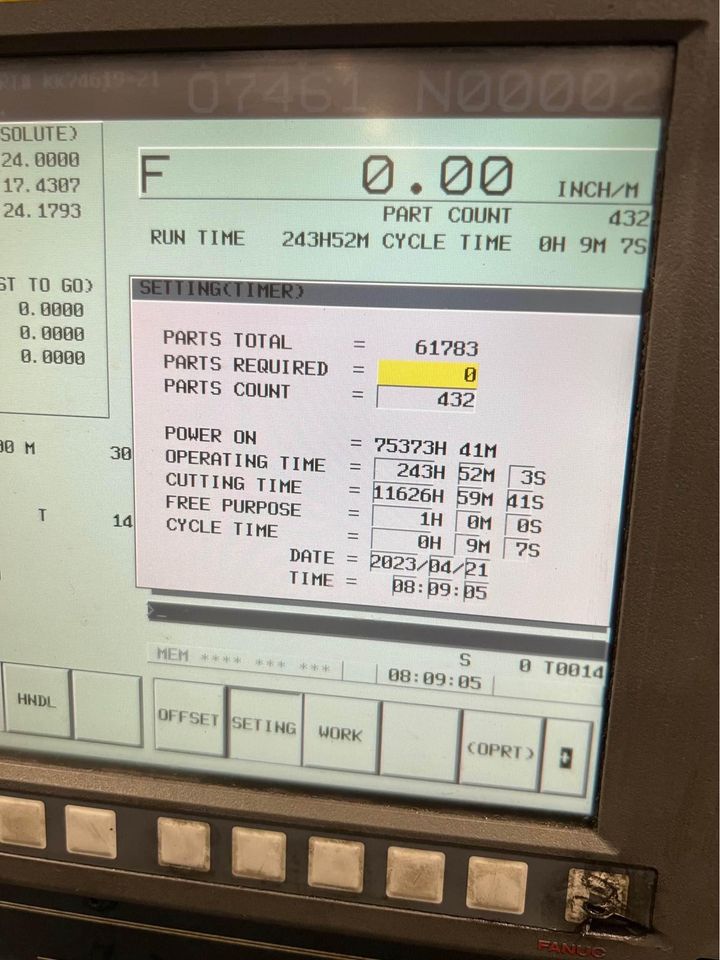 O7461 N00002
SOLUTE)
24.0000
17.4307
24.1793
F 0.00 INCH/M
PART COUNT 432
RUN TIME 243H52M CYCLE TIME 0H 9M 7S
ST TO GO)
0.0000
0.0000
0.0000
SETTING(TIMER)
PARTS TOTAL = 61783
PARTS REQUIRED = 0
PARTS COUNT = 432
POWER ON = 75373H 41M
OPERATING TIME = 243H 52M 3S
CUTTING TIME = 11626H 59M 41S
FREE PURPOSE = 1H 0M 0S
CYCLE TIME = 0H 9M 7S
DATE = 2023/04/21
TIME = 08:09:05
00 M 30
T 14
>_
S 0 T0014
MEM **** *** *** 08:09:05
HNDL OFFSET SETING WORK (OPRT) +
FANUC